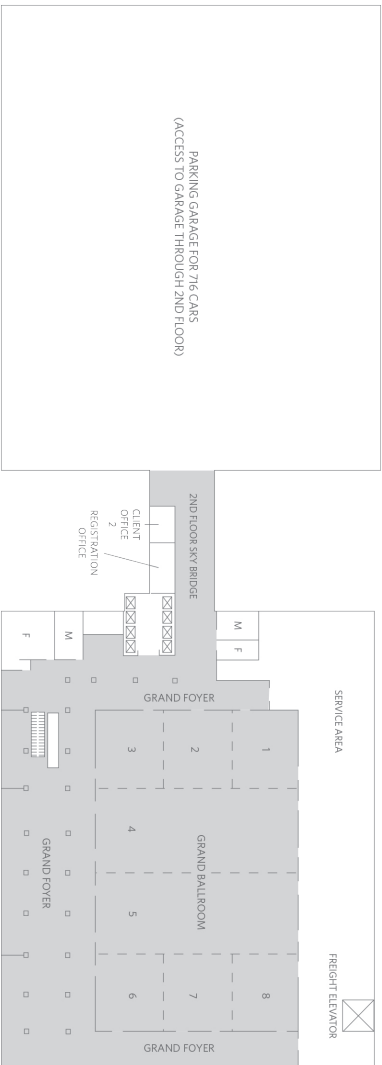 PARKING GARAGE FOR 716 CARS
(ACCESS TO GARAGE THROUGH 2ND FLOOR)
2ND FLOOR SKY BRIDGE
CLIENT
OFFICE
2
REGISTRATION
OFFICE
M
F
M
F
SERVICE AREA
GRAND FOYER
1
2
3
4
GRAND BALLROOM
GRAND FOYER
5
6
7
8
FREIGHT ELEVATOR
GRAND FOYER